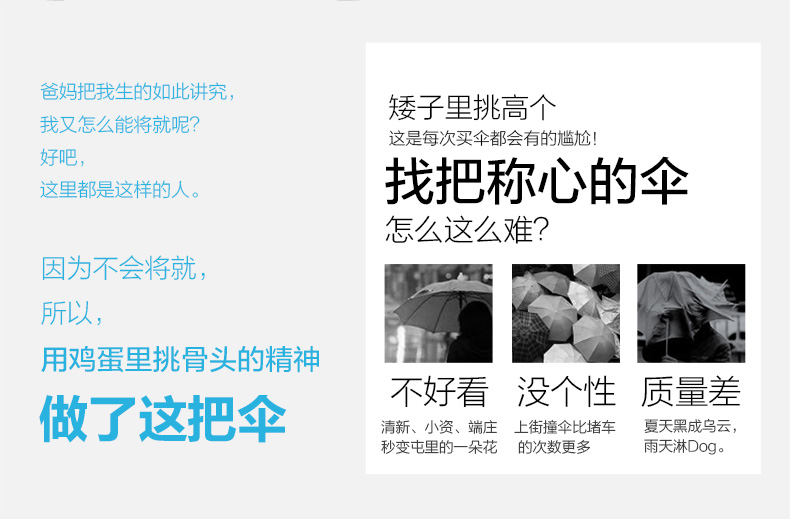 爸妈把我生的如此讲究，
我又怎么能将就呢？
好吧，
这里都是这样的人。
因为不会将就，
所以，
用鸡蛋里挑骨头的精神
做了这把伞
矮子里挑高个
这是每次买伞都会有的尴尬！
找把称心的伞
怎么这么难？
不好看
清新、小资、端庄
秒变屯里的一朵花
没个性
上街撞伞比堵车
的次数更多
质量差
夏天黑成乌云，
雨天淋Dog。